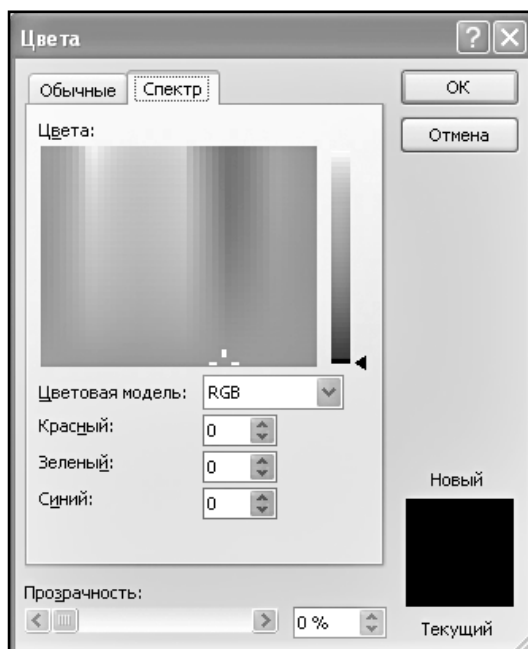 Цвета
Обычные
Спектр
ОК
Отмена
Цвета:
Цветовая модель: RGB
Красный: 0
Зеленый: 0
Синий: 0
Новый
Текущий
Прозрачность:
0 %